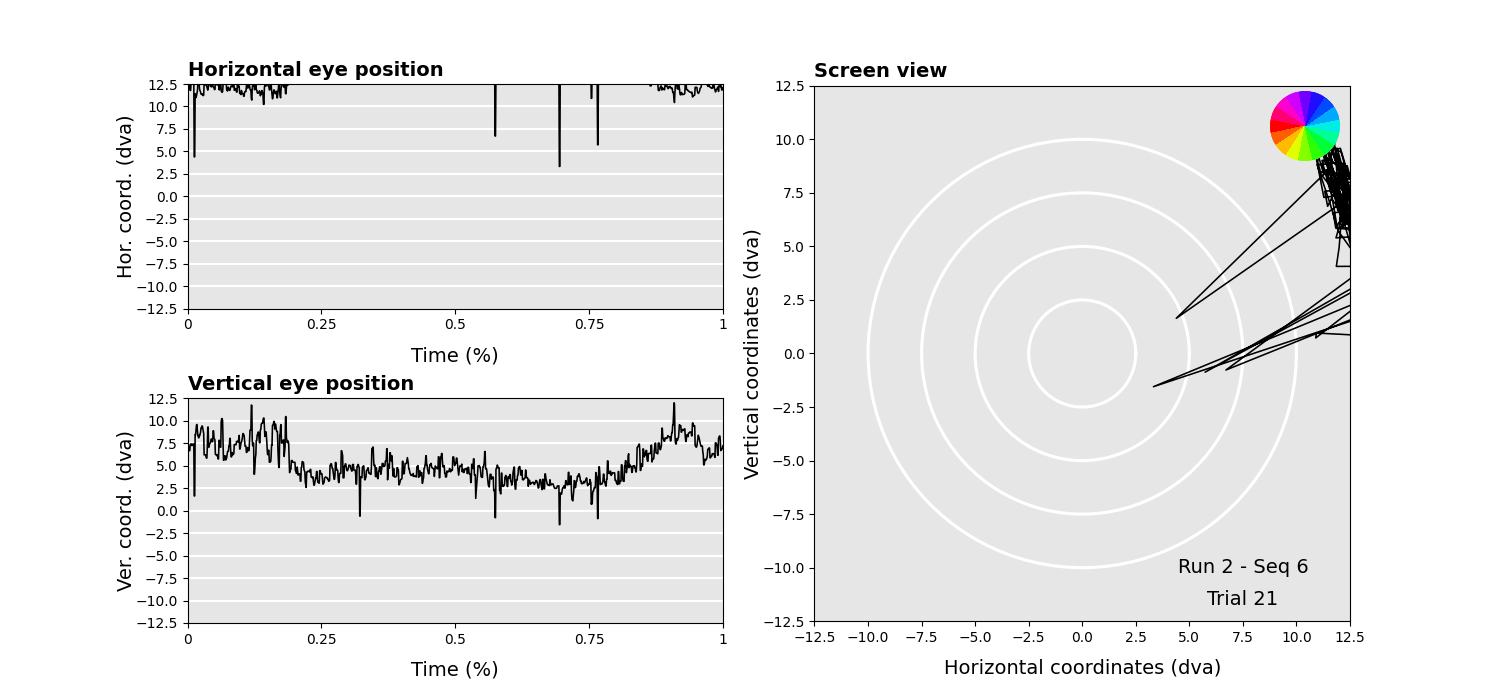 Horizontal eye position
12.5
10.0
7.5
5.0
2.5
0.0
−2.5
−5.0
−7.5
−10.0
−12.5
Hor. coord. (dva)
0 0.25 0.5 0.75 1
Time (%)
Vertical eye position
12.5
10.0
7.5
5.0
2.5
0.0
−2.5
−5.0
−7.5
−10.0
−12.5
Ver. coord. (dva)
0 0.25 0.5 0.75 1
Time (%)
Screen view
12.5
10.0
7.5
5.0
2.5
0.0
−2.5
−5.0
−7.5
−10.0
−12.5
Vertical coordinates (dva)
Run 2 - Seq 6
Trial 21
−12.5 −10.0 −7.5 −5.0 −2.5 0.0 2.5 5.0 7.5 10.0 12.5
Horizontal coordinates (dva)